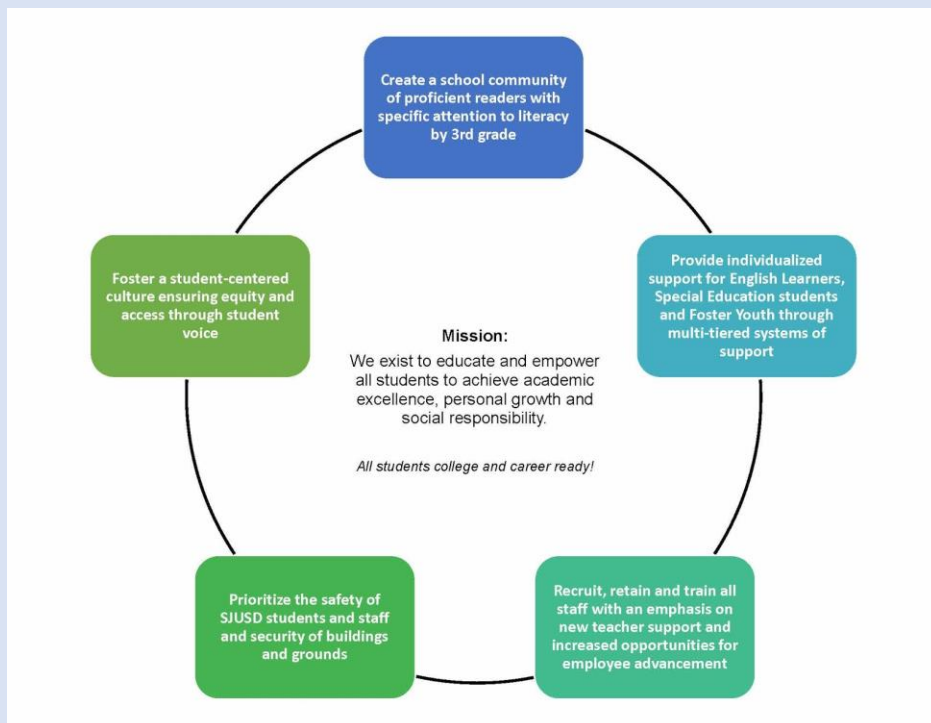 Create a school community
of proficient readers with
specific attention to literacy
by 3rd grade
Provide individualized
support for English Learners,
Special Education students
and Foster Youth through
multi-tiered systems of
support
Recruit, retain and train all
staff with an emphasis on
new teacher support and
increased opportunities for
employee advancement
Prioritize the safety of
SJUSD students and staff
and security of buildings
and grounds
Foster a student-centered
culture ensuring equity and
access through student
voice
Mission:
We exist to educate and empower
all students to achieve academic
excellence, personal growth and
social responsibility.
All students college and career ready!